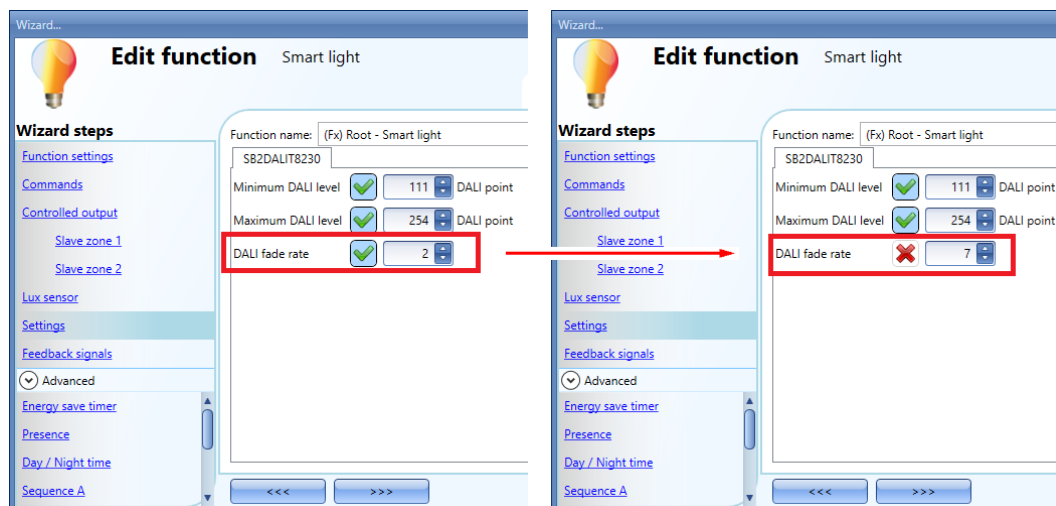 Wizard...
Edit function Smart light
Wizard steps
Function settings
Commands
Controlled output
Slave zone 1
Slave zone 2
Lux sensor
Settings
Feedback signals
Advanced
Energy save timer
Presence
Day / Night time
Sequence A
Function name: (Fx) Root - Smart light
SB2DALIT8230
Minimum DALI level 111 DALI point
Maximum DALI level 254 DALI point
DALI fade rate 2
<<< >>>
Wizard...
Edit function Smart light
Wizard steps
Function settings
Commands
Controlled output
Slave zone 1
Slave zone 2
Lux sensor
Settings
Feedback signals
Advanced
Energy save timer
Presence
Day / Night time
Sequence A
Function name: (Fx) Root - Smart light
SB2DALIT8230
Minimum DALI level 111 DALI point
Maximum DALI level 254 DALI point
DALI fade rate 7
<<< >>>